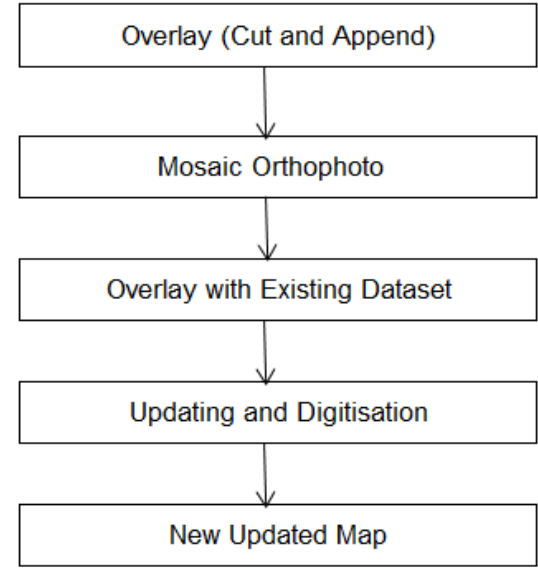 Overlay (Cut and Append)
Mosaic Orthophoto
Overlay with Existing Dataset
Updating and Digitisation
New Updated Map